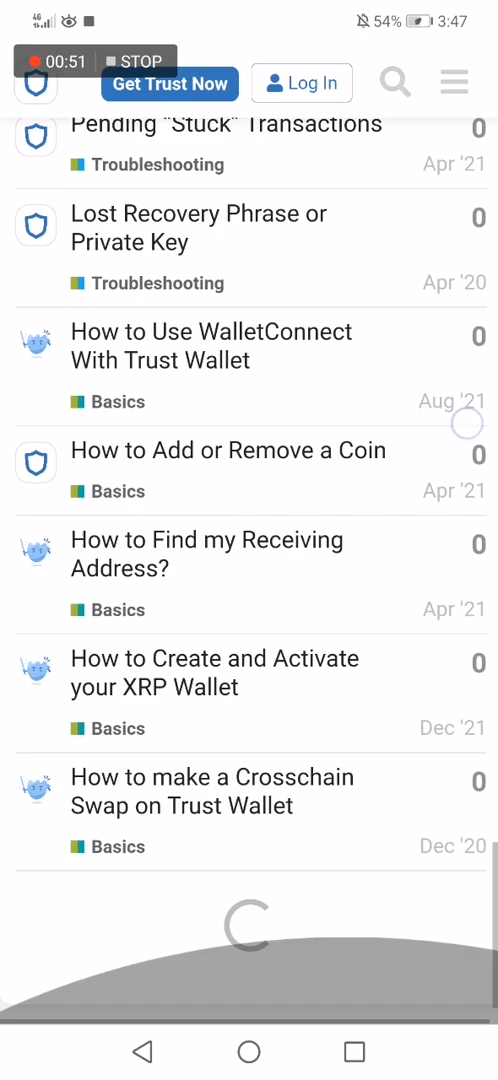 4G
54%
3:47
00:51
STOP
Get Trust Now
Log In
Pending "Stuck" Transactions
0
Troubleshooting
Apr '21
Lost Recovery Phrase or
Private Key
0
Troubleshooting
Apr '20
How to Use WalletConnect
With Trust Wallet
0
Basics
Aug '21
How to Add or Remove a Coin
0
Basics
Apr '21
How to Find my Receiving
Address?
0
Basics
Apr '21
How to Create and Activate
your XRP Wallet
0
Basics
Dec '21
How to make a Crosschain
Swap on Trust Wallet
0
Basics
Dec '20